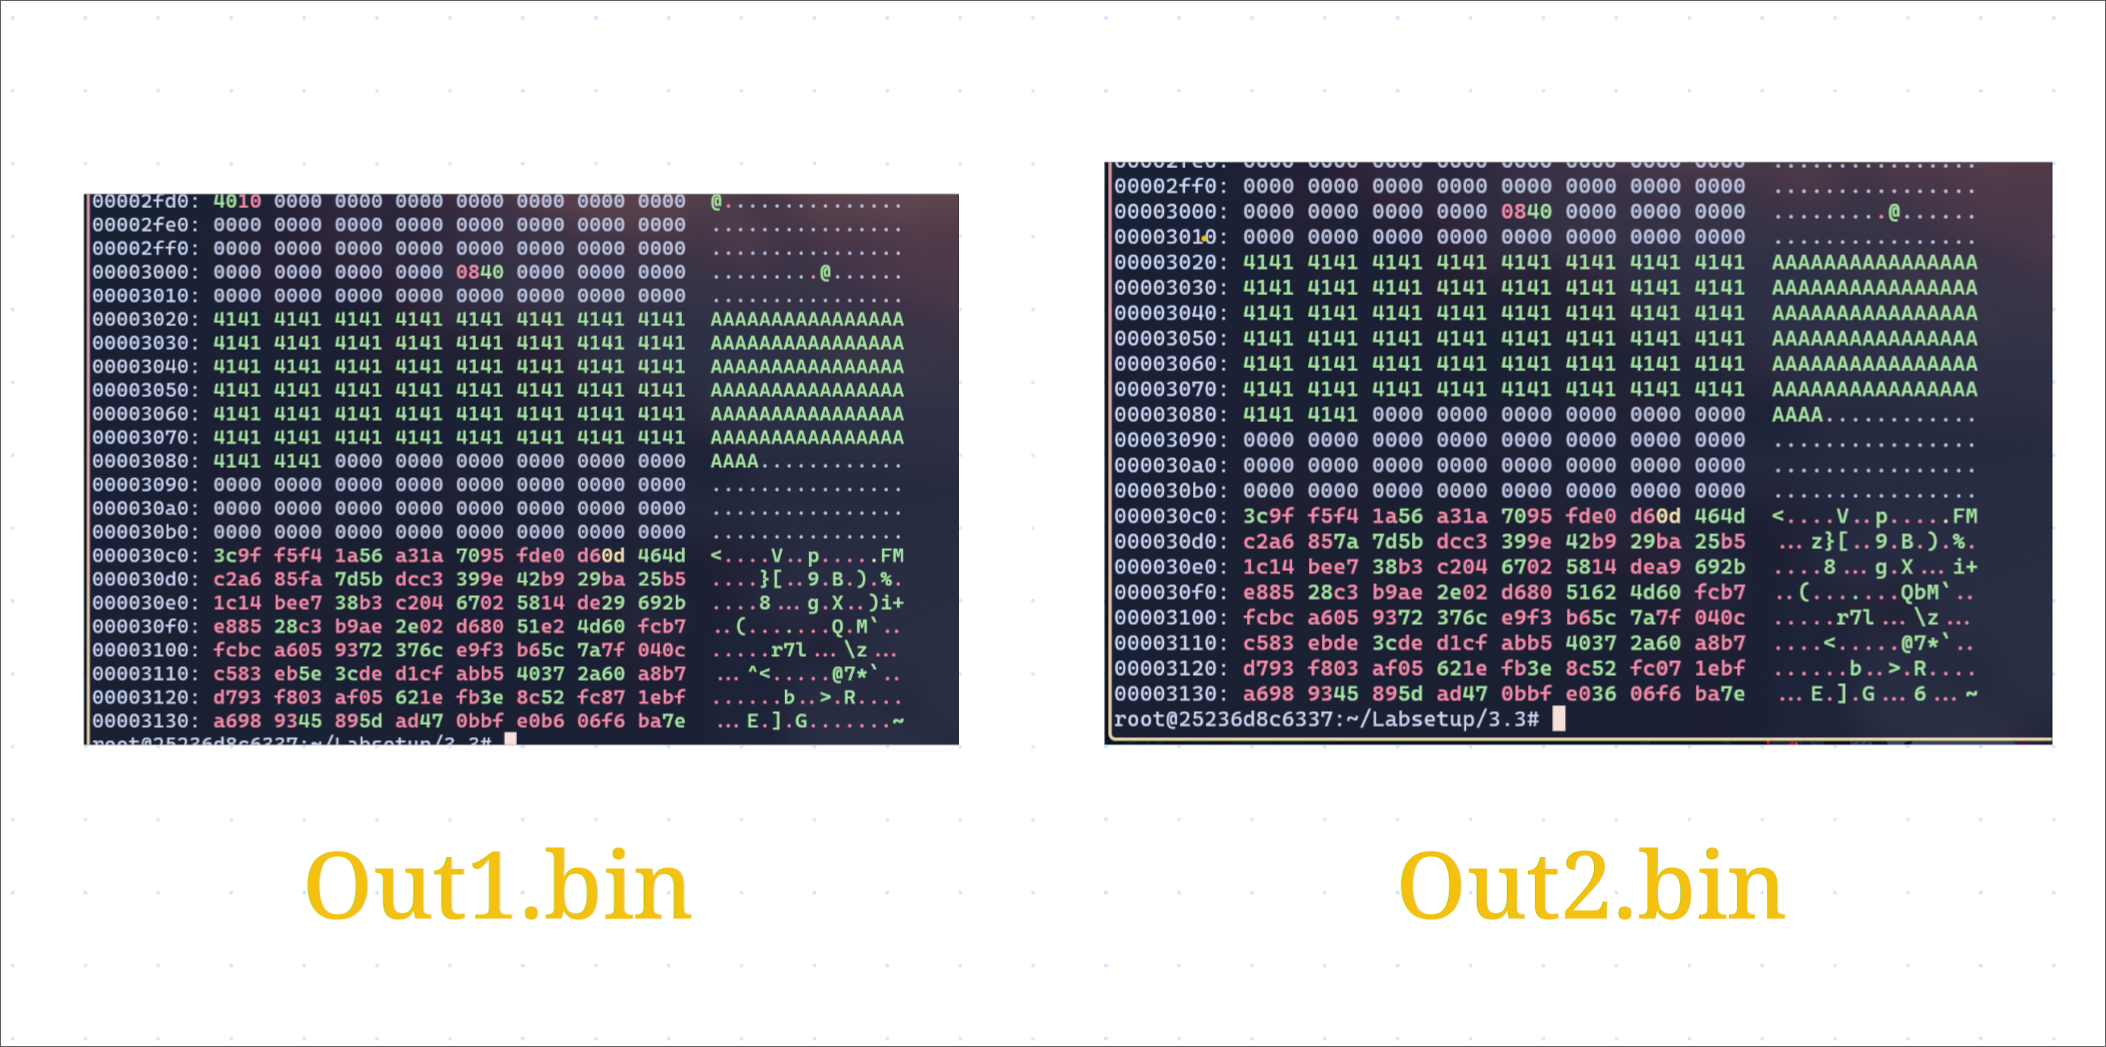 00002fd0: 4010 0000 0000 0000 0000 0000 0000 0000 @...............
00002fe0: 0000 0000 0000 0000 0000 0000 0000 0000 ................
00002ff0: 0000 0000 0000 0000 0000 0000 0000 0000 ................
00003000: 0000 0000 0000 0000 0840 0000 0000 0000 .........@......
00003010: 0000 0000 0000 0000 0000 0000 0000 0000 ................
00003020: 4141 4141 4141 4141 4141 4141 4141 4141 AAAAAAAAAAAAAAAA
00003030: 4141 4141 4141 4141 4141 4141 4141 4141 AAAAAAAAAAAAAAAA
00003040: 4141 4141 4141 4141 4141 4141 4141 4141 AAAAAAAAAAAAAAAA
00003050: 4141 4141 4141 4141 4141 4141 4141 4141 AAAAAAAAAAAAAAAA
00003060: 4141 4141 4141 4141 4141 4141 4141 4141 AAAAAAAAAAAAAAAA
00003070: 4141 4141 4141 4141 4141 4141 4141 4141 AAAAAAAAAAAAAAAA
00003080: 4141 4141 0000 0000 0000 0000 0000 0000 AAAA............
00003090: 0000 0000 0000 0000 0000 0000 0000 0000 ................
000030a0: 0000 0000 0000 0000 0000 0000 0000 0000 ................
000030b0: 0000 0000 0000 0000 0000 0000 0000 0000 ................
000030c0: 3c9f f5f4 1a56 a31a 7095 fde0 d60d 464d <....V..p.....FM
000030d0: c2a6 85fa 7d5b dcc3 399e 42b9 29ba 25b5 ....}[..9.B.).%.
000030e0: 1c14 bee7 38b3 c204 6702 5814 de29 692b ....8...g.X..)i+
000030f0: e885 28c3 b9ae 2e02 d680 51e2 4d60 fcb7 ..(.......Q.M`..
00003100: fcbc a605 9372 376c e9f3 b65c 7a7f 040c .....r7l...\z...
00003110: c583 eb5e 3cde d1cf abb5 4037 2a60 a8b7 ...^<.....@7*`..
00003120: d793 f803 af05 621e fb3e 8c52 fc87 1ebf ......b..>.R....
00003130: a698 9345 895d ad47 0bbf e0b6 06f6 ba7e ...E.].G.......~
root@25236d8c6337:~/Labsetup/3.3#
Out1.bin
00002fe0: 0000 0000 0000 0000 0000 0000 0000 0000 ................
00002ff0: 0000 0000 0000 0000 0000 0000 0000 0000 ................
00003000: 0000 0000 0000 0000 0840 0000 0000 0000 .........@......
00003010: 0000 0000 0000 0000 0000 0000 0000 0000 ................
00003020: 4141 4141 4141 4141 4141 4141 4141 4141 AAAAAAAAAAAAAAAA
00003030: 4141 4141 4141 4141 4141 4141 4141 4141 AAAAAAAAAAAAAAAA
00003040: 4141 4141 4141 4141 4141 4141 4141 4141 AAAAAAAAAAAAAAAA
00003050: 4141 4141 4141 4141 4141 4141 4141 4141 AAAAAAAAAAAAAAAA
00003060: 4141 4141 4141 4141 4141 4141 4141 4141 AAAAAAAAAAAAAAAA
00003070: 4141 4141 4141 4141 4141 4141 4141 4141 AAAAAAAAAAAAAAAA
00003080: 4141 4141 0000 0000 0000 0000 0000 0000 AAAA............
00003090: 0000 0000 0000 0000 0000 0000 0000 0000 ................
000030a0: 0000 0000 0000 0000 0000 0000 0000 0000 ................
000030b0: 0000 0000 0000 0000 0000 0000 0000 0000 ................
000030c0: 3c9f f5f4 1a56 a31a 7095 fde0 d60d 464d <....V..p.....FM
000030d0: c2a6 857a 7d5b dcc3 399e 42b9 29ba 25b5 ...z}[..9.B.).%.
000030e0: 1c14 bee7 38b3 c204 6702 5814 dea9 692b ....8...g.X...i+
000030f0: e885 28c3 b9ae 2e02 d680 5162 4d60 fcb7 ..(.......QbM`..
00003100: fcbc a605 9372 376c e9f3 b65c 7a7f 040c .....r7l...\z...
00003110: c583 ebde 3cde d1cf abb5 4037 2a60 a8b7 ....<.....@7*`..
00003120: d793 f803 af05 621e fb3e 8c52 fc07 1ebf ......b..>.R....
00003130: a698 9345 895d ad47 0bbf e036 06f6 ba7e ...E.].G...6...~
root@25236d8c6337:~/Labsetup/3.3#
Out2.bin